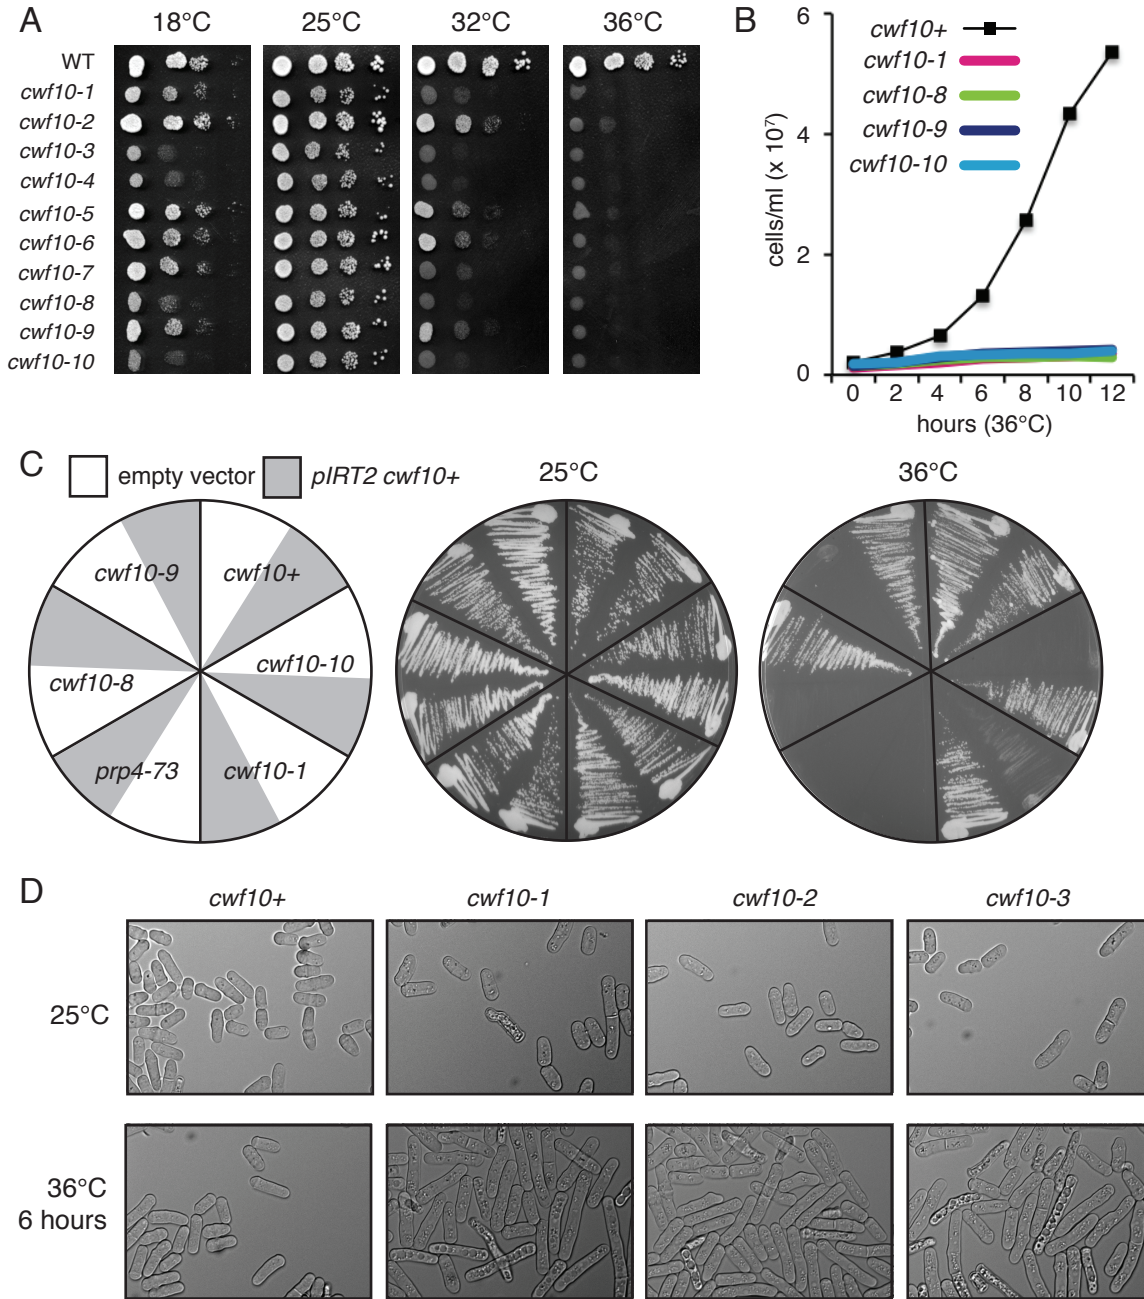 A
18°C 25°C 32°C 36°C
WT
cwf10-1
cwf10-2
cwf10-3
cwf10-4
cwf10-5
cwf10-6
cwf10-7
cwf10-8
cwf10-9
cwf10-10
B
6
4
2
0
cells/ml (x 10⁷)
cwf10+
cwf10-1
cwf10-8
cwf10-9
cwf10-10
0 2 4 6 8 10 12
hours (36°C)
C
empty vector pIRT2 cwf10+
25°C 36°C
cwf10-9 cwf10+
cwf10-8 cwf10-10
prp4-73 cwf10-1
D
cwf10+ cwf10-1 cwf10-2 cwf10-3
25°C
36°C
6 hours